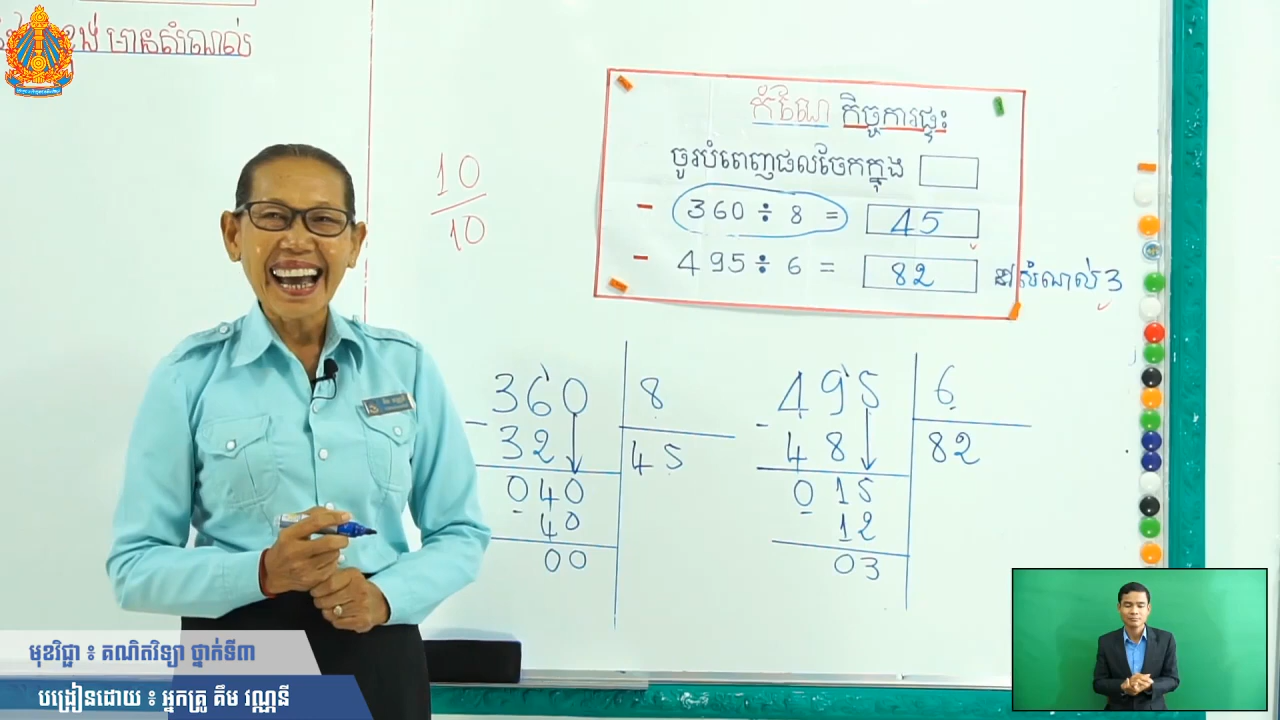 មានសំណល់
10
10
កំណែ កិច្ចការផ្ទះ
ចូរបំពេញផលចែកក្នុង
- 360 ÷ 8 = 45
- 495 ÷ 6 = 82 សំណល់ 3
360 8
- 32 45
040
- 40
00
495 6
- 48 82
015
- 12
03
មុខវិជ្ជា ៖ គណិតវិទ្យា ថ្នាក់ទី៣
បង្រៀនដោយ ៖ អ្នកគ្រូ គឹម វណ្ណនី